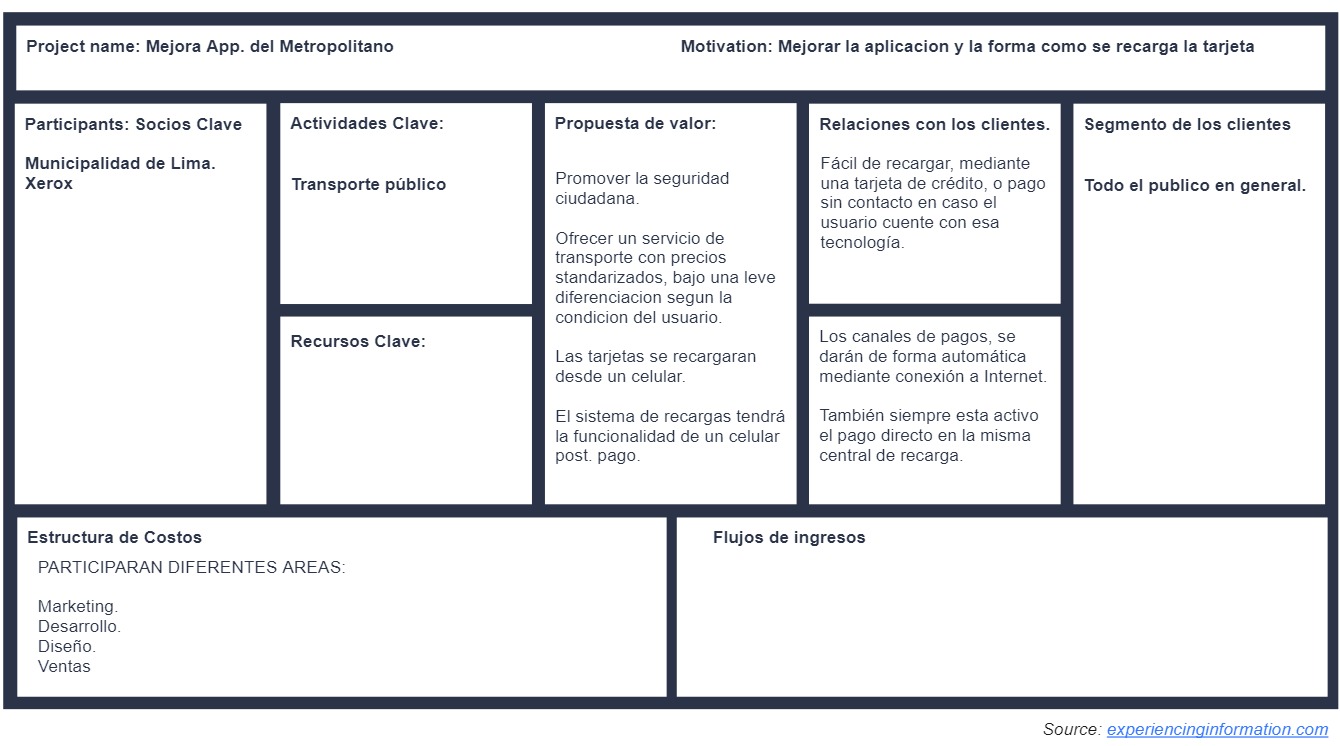 Project name: Mejora App. del Metropolitano
Motivation: Mejorar la aplicacion y la forma como se recarga la tarjeta
Participants: Socios Clave
Municipalidad de Lima.
Xerox
Actividades Clave:
Transporte público
Recursos Clave:
Propuesta de valor:
Promover la seguridad
ciudadana.
Ofrecer un servicio de
transporte con precios
standarizados, bajo una leve
diferenciacion segun la
condicion del usuario.
Las tarjetas se recargaran
desde un celular.
El sistema de recargas tendrá
la funcionalidad de un celular
post. pago.
Relaciones con los clientes.
Fácil de recargar, mediante
una tarjeta de crédito, o pago
sin contacto en caso el
usuario cuente con esa
tecnología.
Los canales de pagos, se
darán de forma automática
mediante conexión a Internet.
También siempre esta activo
el pago directo en la misma
central de recarga.
Segmento de los clientes
Todo el publico en general.
Estructura de Costos
PARTICIPARAN DIFERENTES AREAS:
Marketing.
Desarrollo.
Diseño.
Ventas
Flujos de ingresos
Source: experiencinginformation.com